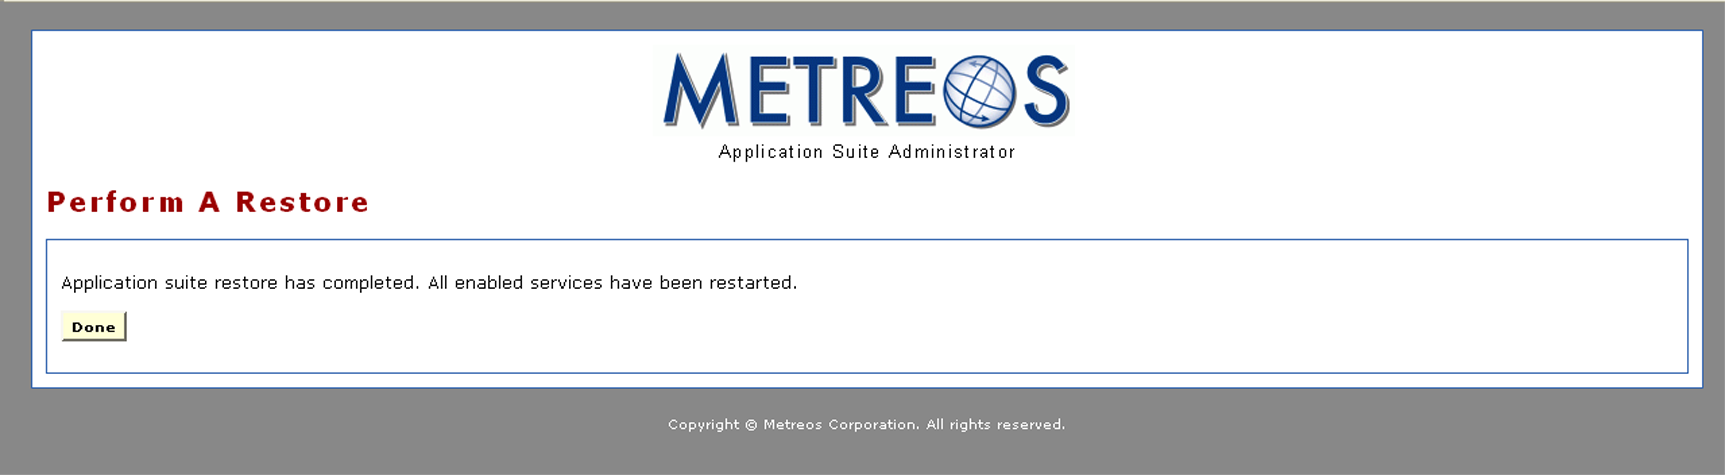 METREOS
Application Suite Administrator
Perform A Restore
Application suite restore has completed. All enabled services have been restarted.
Done
Copyright © Metreos Corporation. All rights reserved.